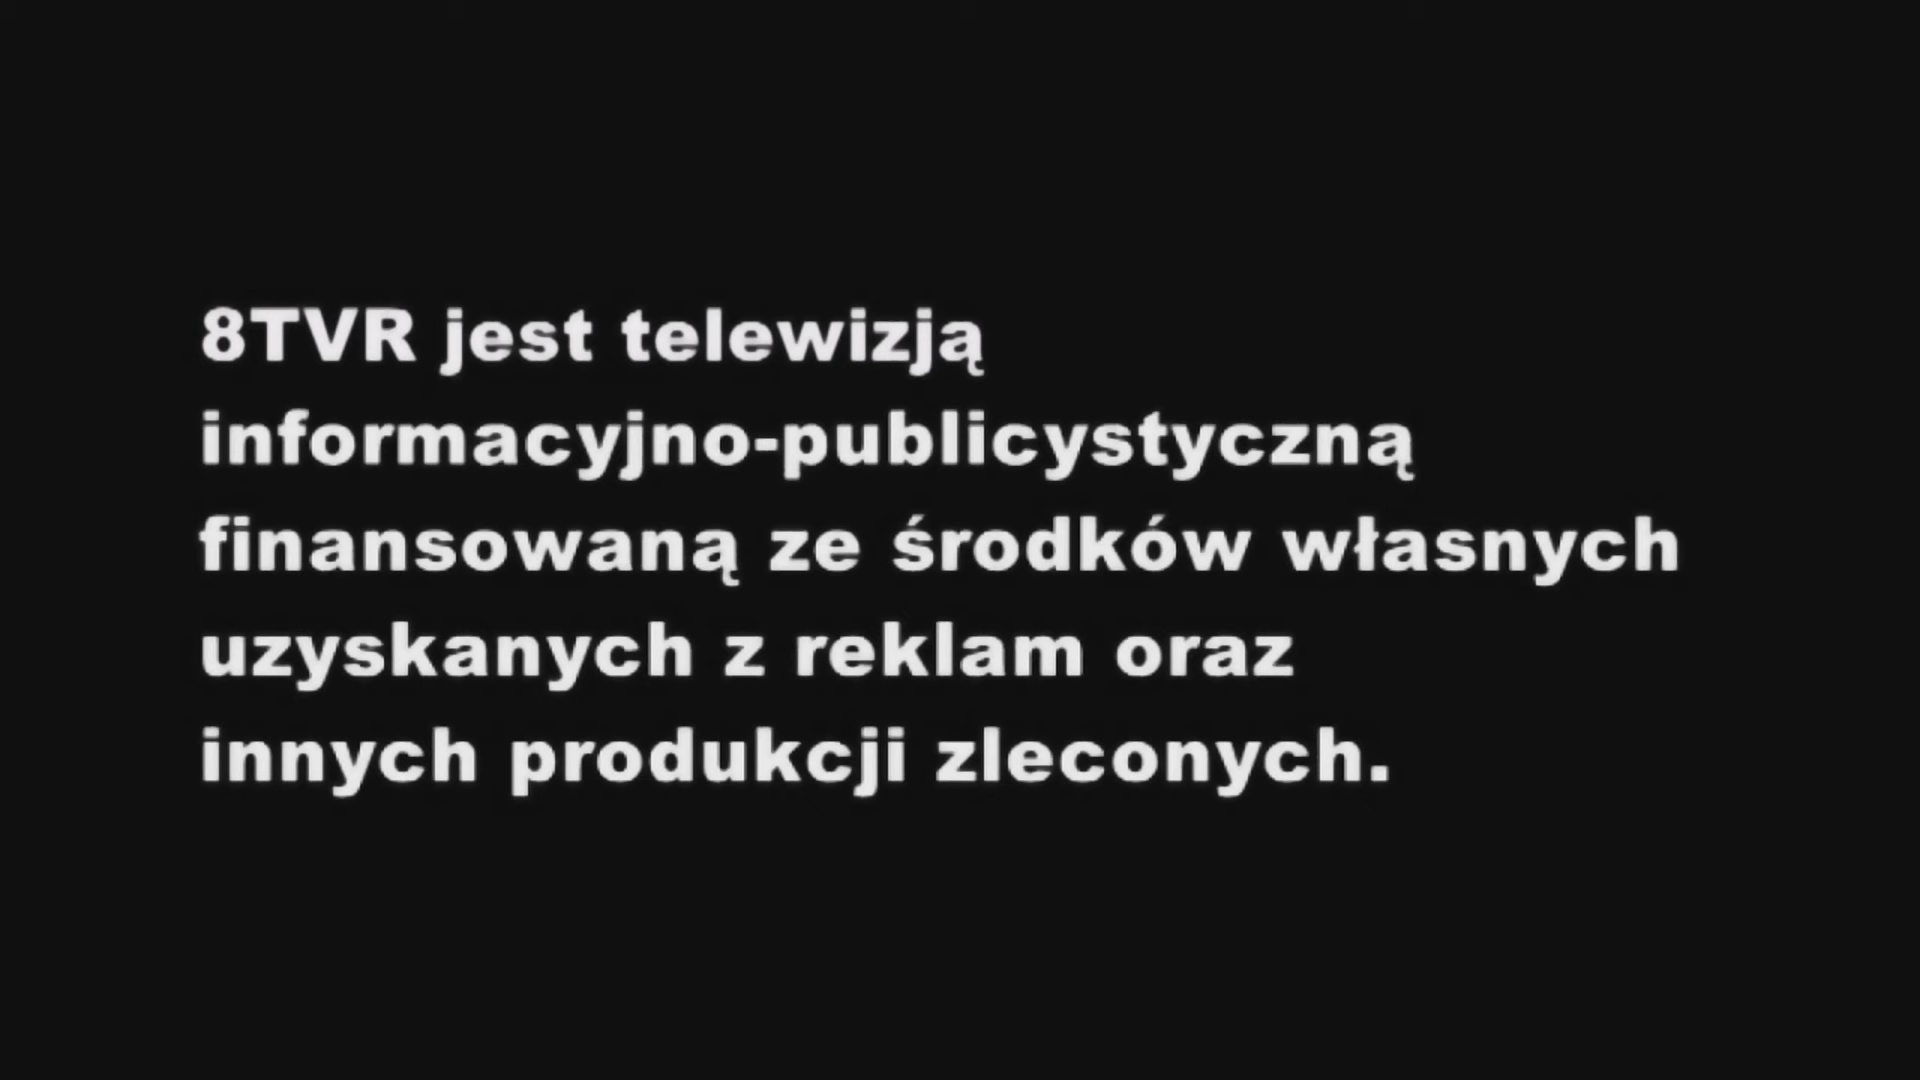 8TVR jest telewizją
informacyjno-publicystyczną
finansowaną ze środków własnych
uzyskanych z reklam oraz
innych produkcji zleconych.